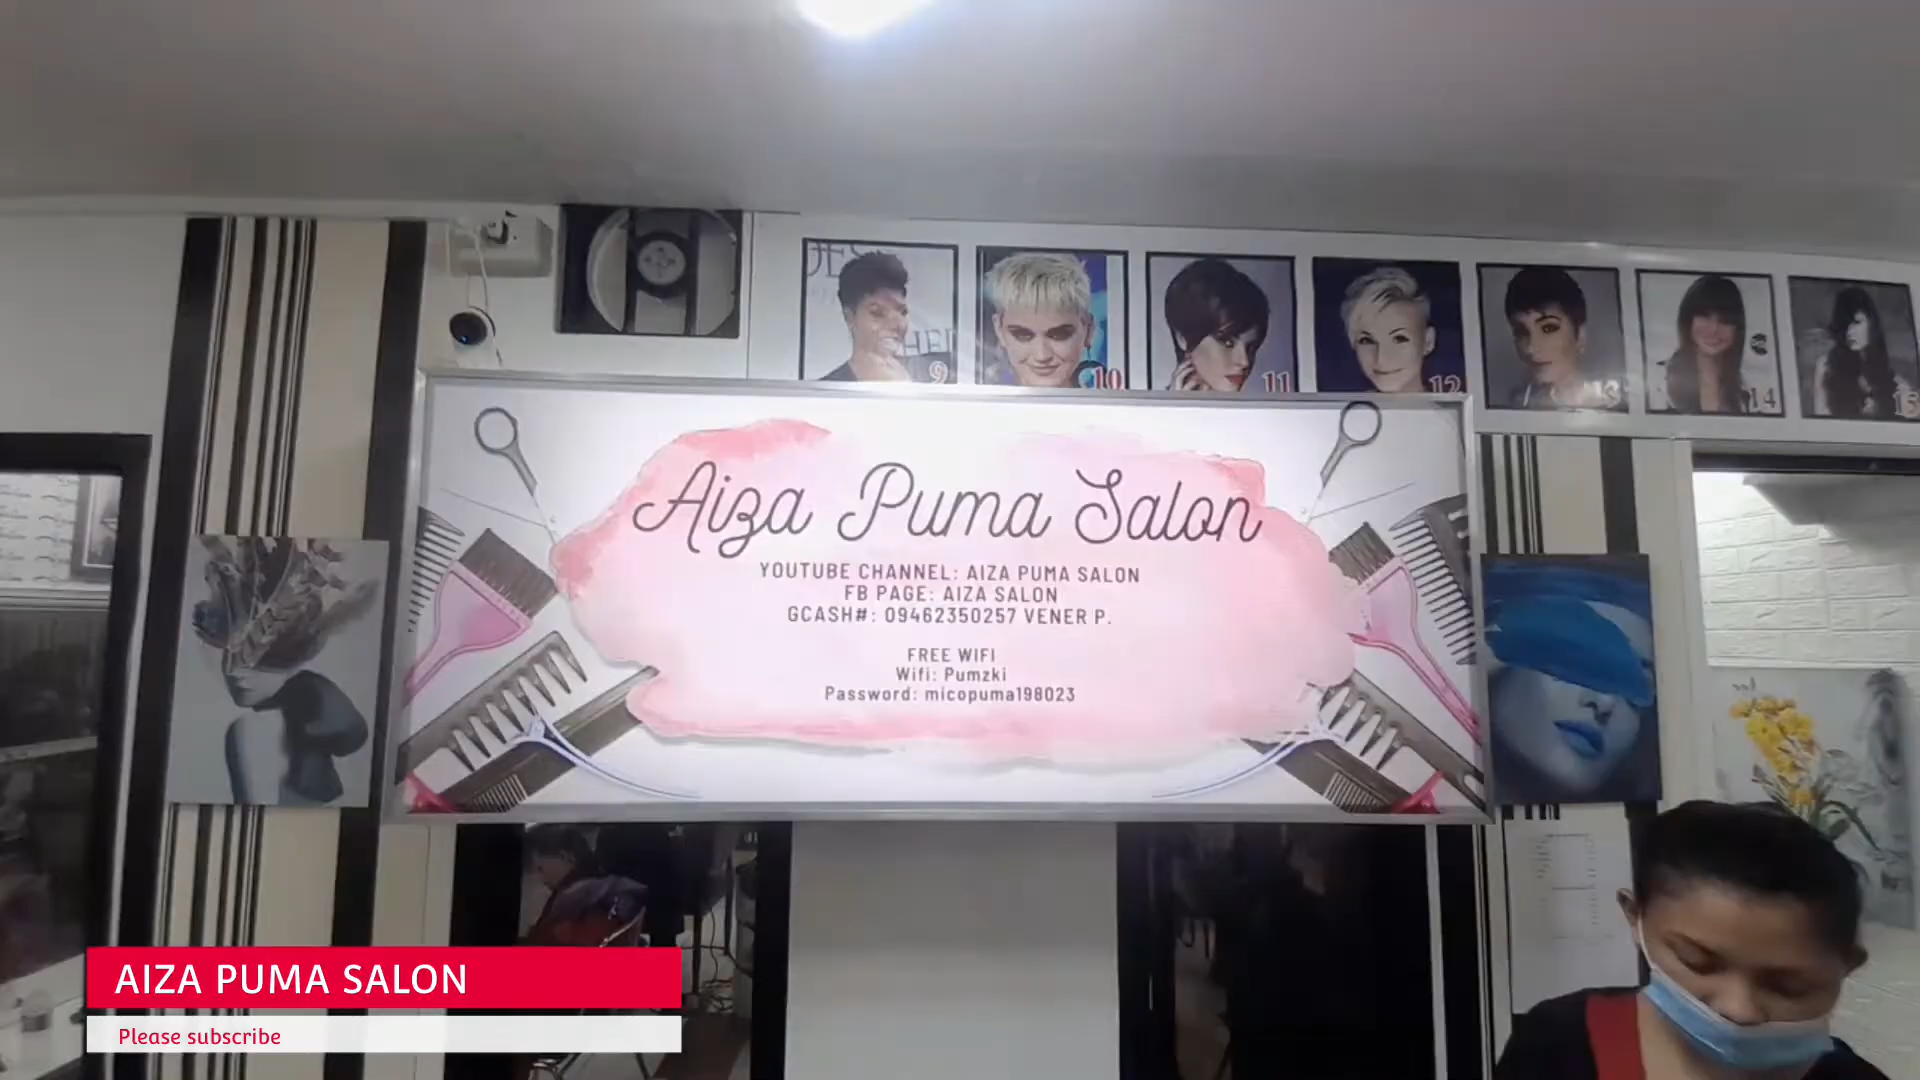 9
10
11
12
13
14
15
Aiza Puma Salon
YOUTUBE CHANNEL: AIZA PUMA SALON
FB PAGE: AIZA SALON
GCASH#: 09462350257 VENER P.
FREE WIFI
Wifi: Pumzki
Password: micopuma198023
AIZA PUMA SALON
Please subscribe